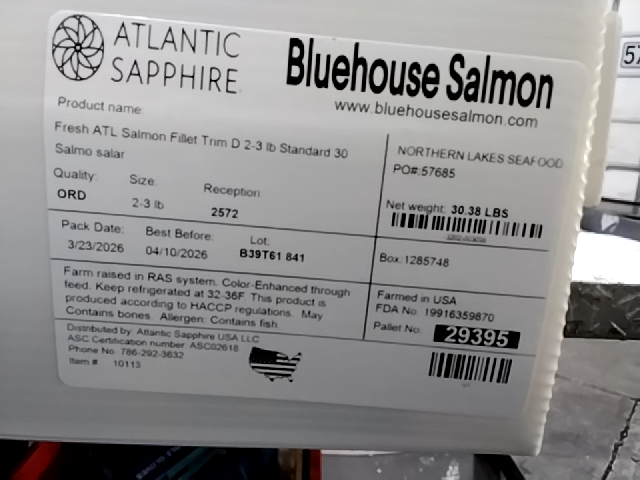 ATLANTIC
SAPPHIRE
Bluehouse Salmon
www.bluehousesalmon.com
Product name:
Fresh ATL Salmon Fillet Trim D 2-3 lb Standard 30
Salmo salar
Quality: Size: Reception
ORD 2-3 lb 2572
NORTHERN LAKES SEAFOOD
PO#:57685
Net weight: 30.38 LBS
Pack Date: Best Before: Lot:
3/23/2026 04/10/2026 B39T61 841
Box: 1285748
Farm raised in RAS system. Color-Enhanced through
feed. Keep refrigerated at 32-36F. This product is
produced according to HACCP regulations. May
Contains bones. Allergen: Contains fish.
Farmed in USA
FDA No. 19916359870
Pallet No: 29395
Distributed by: Atlantic Sapphire USA LLC
ASC Certification number: ASC02618
Phone No: 786-292-3632
Item # 10113
57